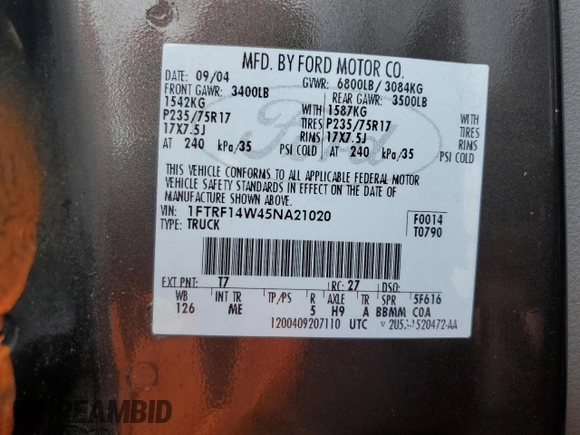 MFD. BY FORD MOTOR CO.
DATE: 09/04 GVWR: 6800LB/ 3084KG
FRONT GAWR: 3400LB REAR GAWR: 3500LB
1542KG WITH 1587KG WITH
P235/75R17 TIRES P235/75R17 TIRES
17X7.5J RIMS 17X7.5J RIMS
AT 240 kPa/35 PSI COLD AT 240 kPa/35 PSI COLD
Ford
THIS VEHICLE CONFORMS TO ALL APPLICABLE FEDERAL MOTOR
VEHICLE SAFETY STANDARDS IN EFFECT ON THE DATE OF
MANUFACTURE SHOWN ABOVE.
VIN: 1FTRF14W45NA21020 F0014
TYPE: TRUCK T0790
EXT PNT: T7 RC: 27 DSO:
WB INT TR TP/PS R AXLE TR SPR 5F616
126 ME 5 H9 A BBMM COA
1200409207110 UTC